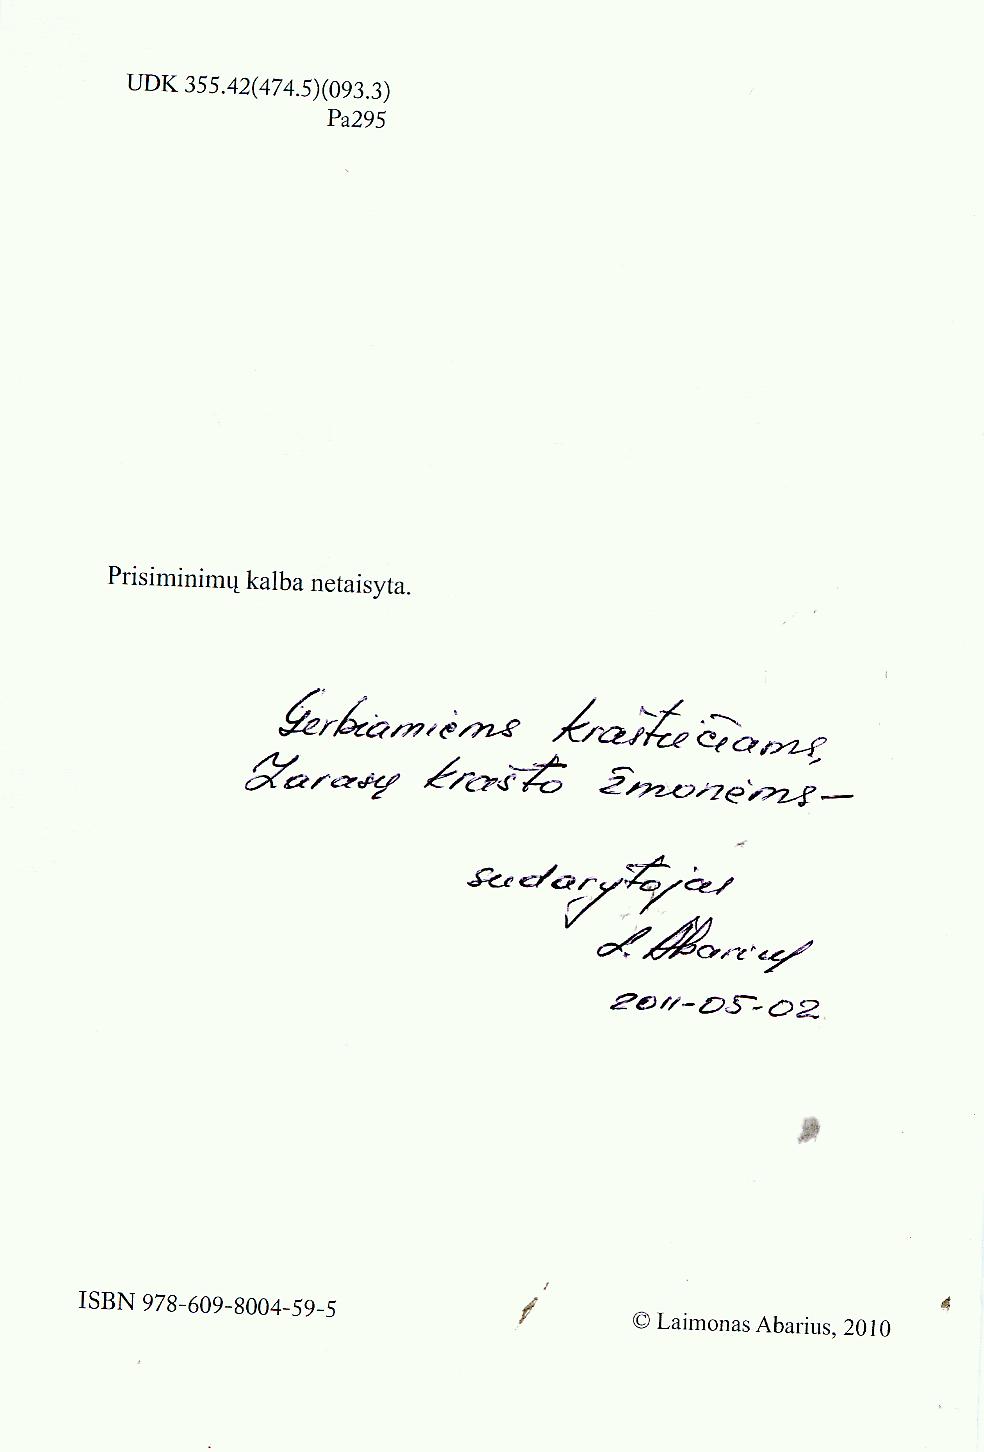 UDK 355.42(474.5)(093.3)
Pa295
Prisiminimų kalba netaisyta.
Gerbiamiems kraštiečiams,
Zarasų krašto žmonėms –
sudarytojas
L. Abarius
2011-05-02
ISBN 978-609-8004-59-5
© Laimonas Abarius, 2010